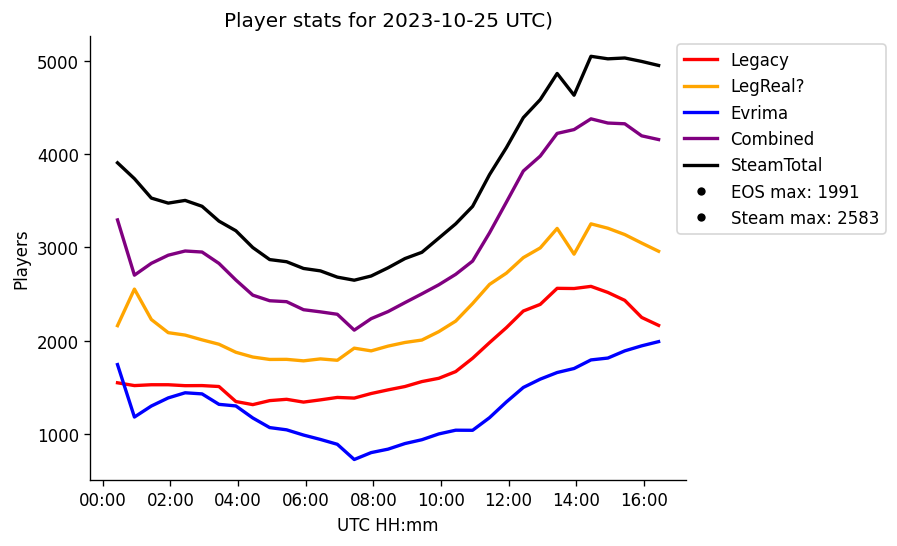 Player stats for 2023-10-25 UTC)
5000
4000
3000
2000
1000
Players
00:00 02:00 04:00 06:00 08:00 10:00 12:00 14:00 16:00
UTC HH:mm
Legacy
LegReal?
Evrima
Combined
SteamTotal
EOS max: 1991
Steam max: 2583